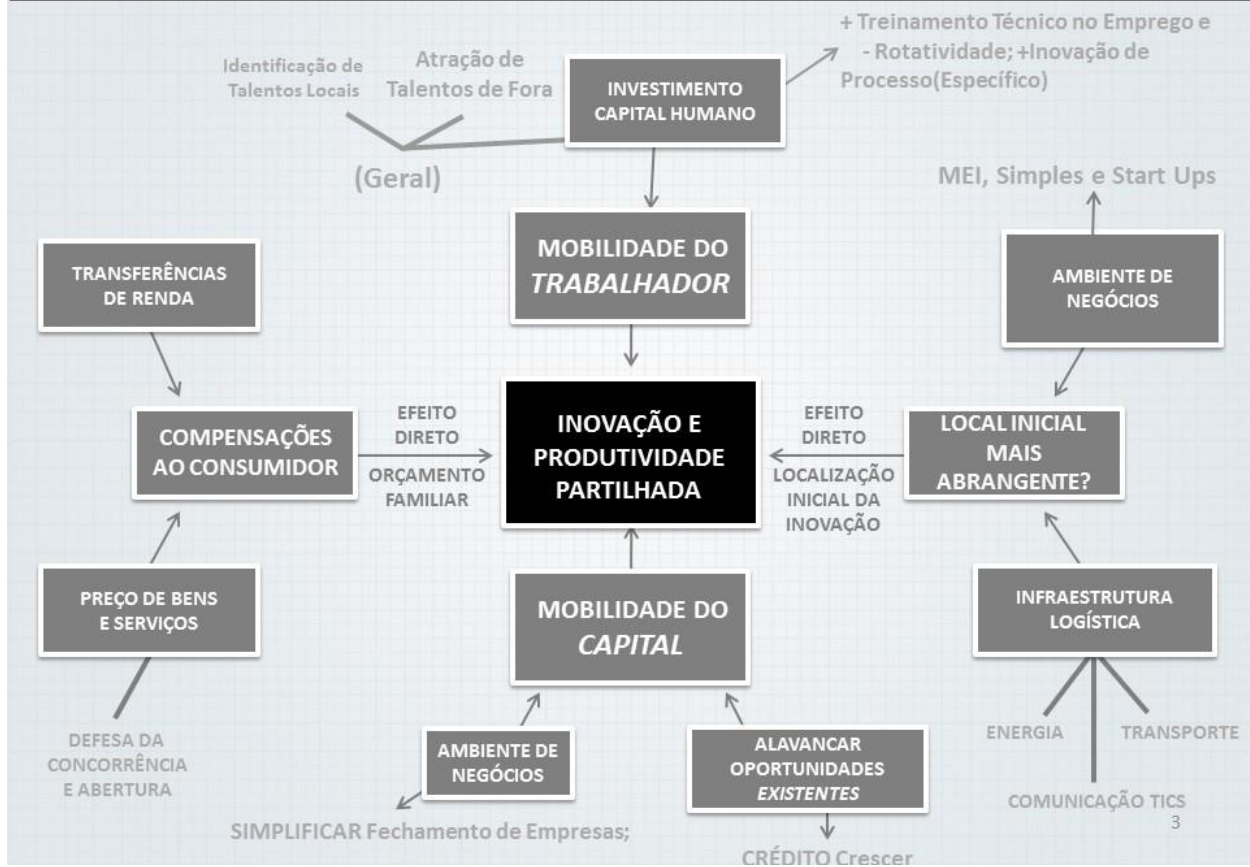 + Treinamento Técnico no Emprego e
- Rotatividade; +Inovação de
Processo(Específico)
Identificação de
Talentos Locais
Atração de
Talentos de Fora
INVESTIMENTO
CAPITAL HUMANO
(Geral)
MEI, Simples e Start Ups
MOBILIDADE DO
TRABALHADOR
TRANSFERÊNCIAS
DE RENDA
AMBIENTE DE
NEGÓCIOS
COMPENSAÇÕES
AO CONSUMIDOR
EFEITO
DIRETO
ORÇAMENTO
FAMILIAR
INOVAÇÃO E
PRODUTIVIDADE
PARTILHADA
EFEITO
DIRETO
LOCALIZAÇÃO
INICIAL DA
INOVAÇÃO
LOCAL INICIAL
MAIS
ABRANGENTE?
PREÇO DE BENS
E SERVIÇOS
MOBILIDADE DO
CAPITAL
INFRAESTRUTURA
LOGÍSTICA
DEFESA DA
CONCORRÊNCIA
E ABERTURA
AMBIENTE DE
NEGÓCIOS
ALAVANCAR
OPORTUNIDADES
EXISTENTES
ENERGIA
TRANSPORTE
COMUNICAÇÃO TICS
3
SIMPLIFICAR Fechamento de Empresas;
CRÉDITO Crescer